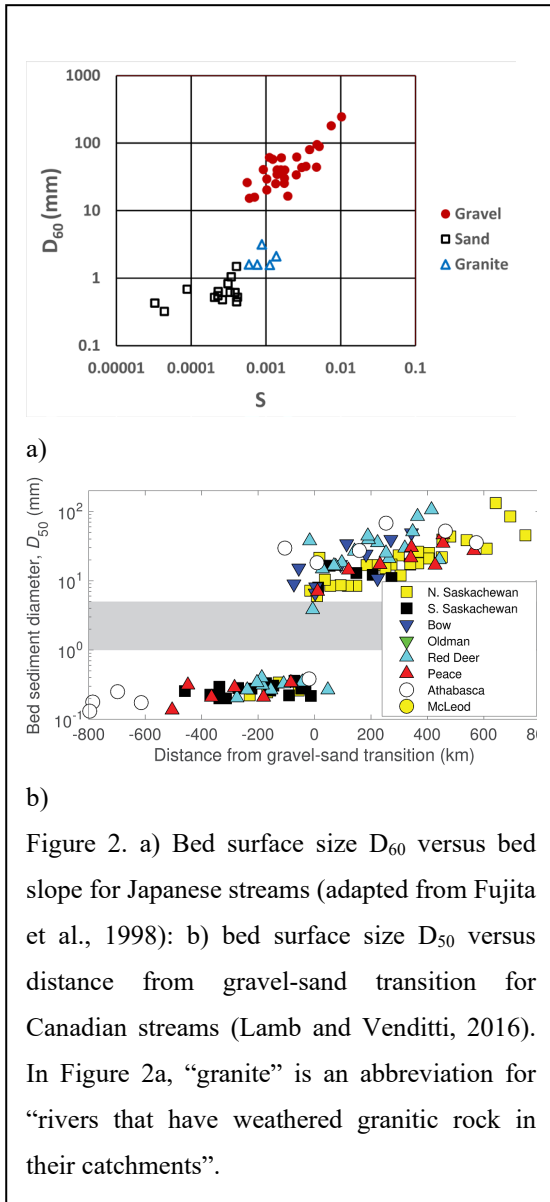 1000
100
10
1
0.1
D60 (mm)
0.00001 0.0001 0.001 0.01 0.1
S
Gravel
Sand
Granite
a)
Bed sediment diameter, D50 (mm)
10²
10¹
10⁰
10⁻¹
N. Saskachewan
S. Saskachewan
Bow
Oldman
Red Deer
Peace
Athabasca
McLeod
-800 -600 -400 -200 0 200 400 600 800
Distance from gravel-sand transition (km)
b)
Figure 2. a) Bed surface size D60 versus bed
slope for Japanese streams (adapted from Fujita
et al., 1998): b) bed surface size D50 versus
distance from gravel-sand transition for
Canadian streams (Lamb and Venditti, 2016).
In Figure 2a, “granite” is an abbreviation for
“rivers that have weathered granitic rock in
their catchments”.